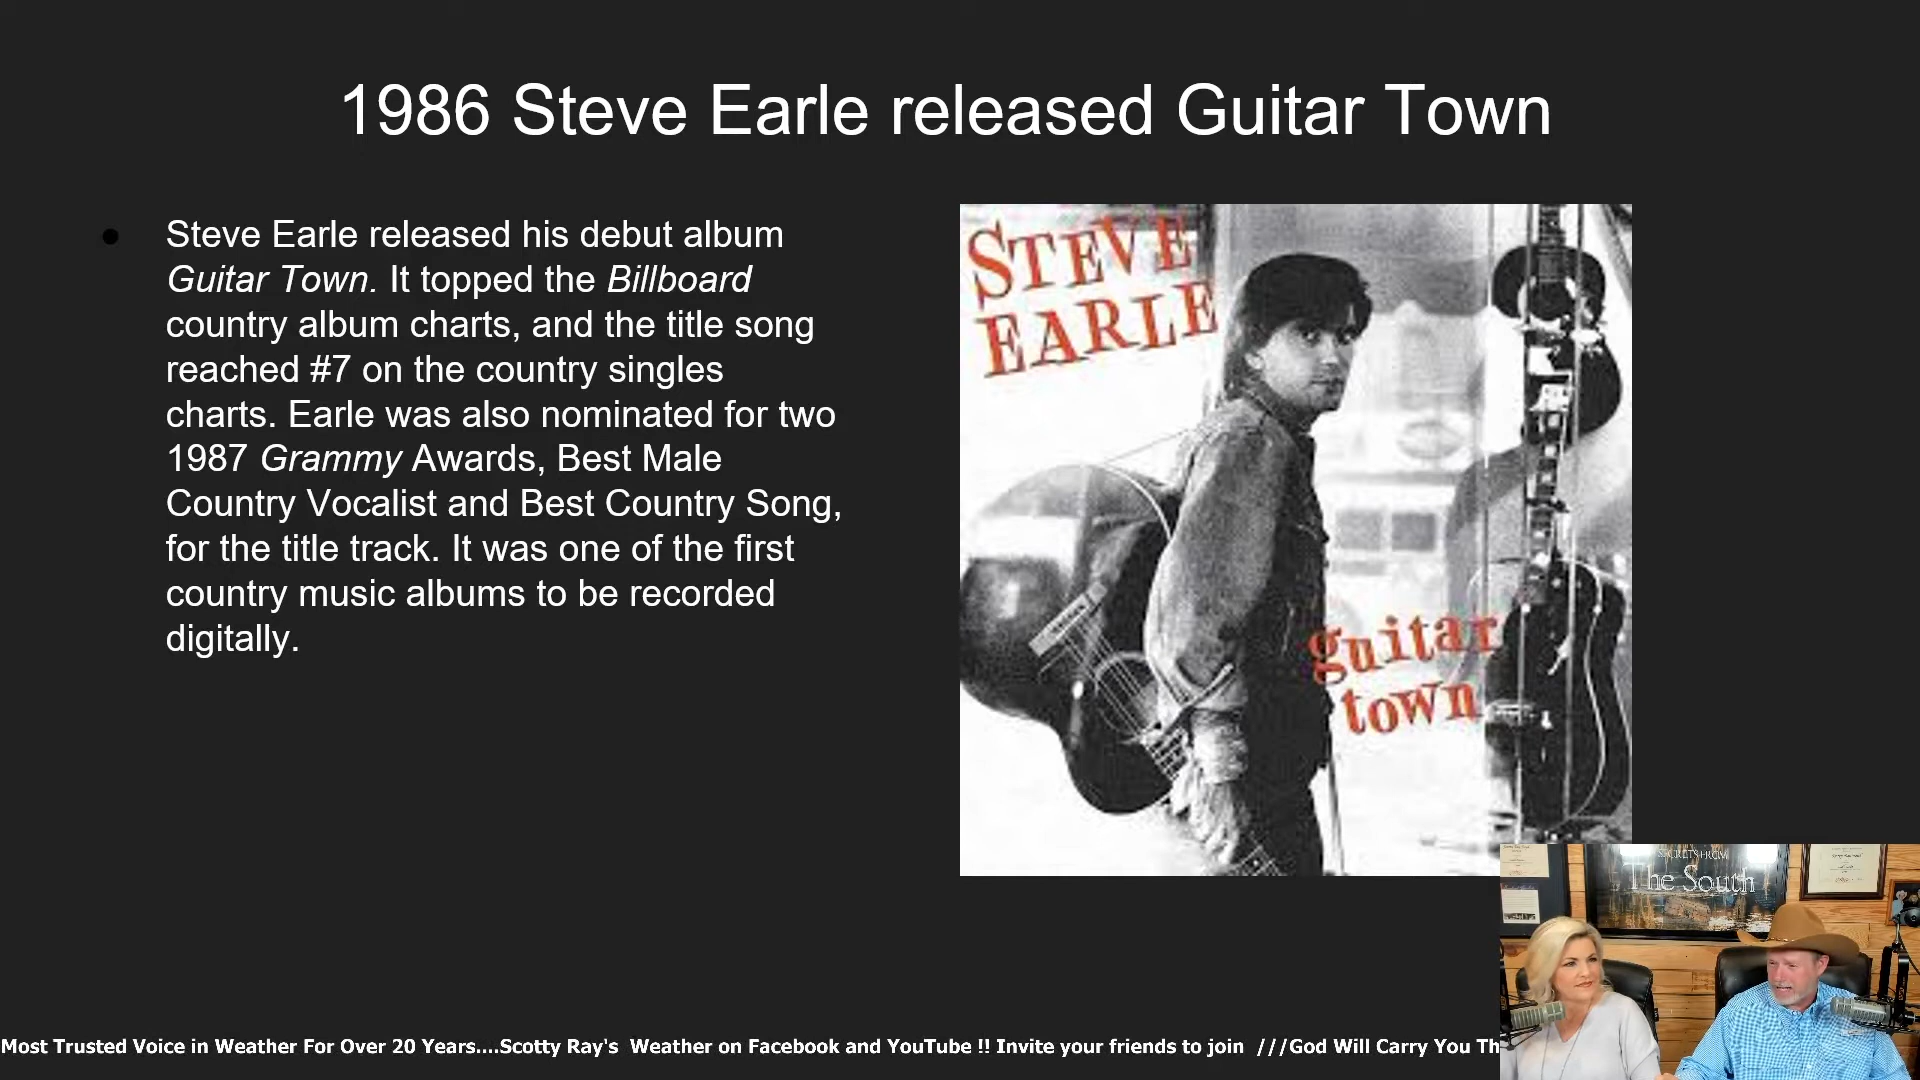 1986 Steve Earle released Guitar Town
Steve Earle released his debut album
Guitar Town. It topped the Billboard
country album charts, and the title song
reached #7 on the country singles
charts. Earle was also nominated for two
1987 Grammy Awards, Best Male
Country Vocalist and Best Country Song,
for the title track. It was one of the first
country music albums to be recorded
digitally.
STEVE
EARLE
guitar
town
SECRETS FROM
The South
Most Trusted Voice in Weather For Over 20 Years....Scotty Ray's  Weather on Facebook and YouTube !! Invite your friends to join  ///God Will Carry You Th